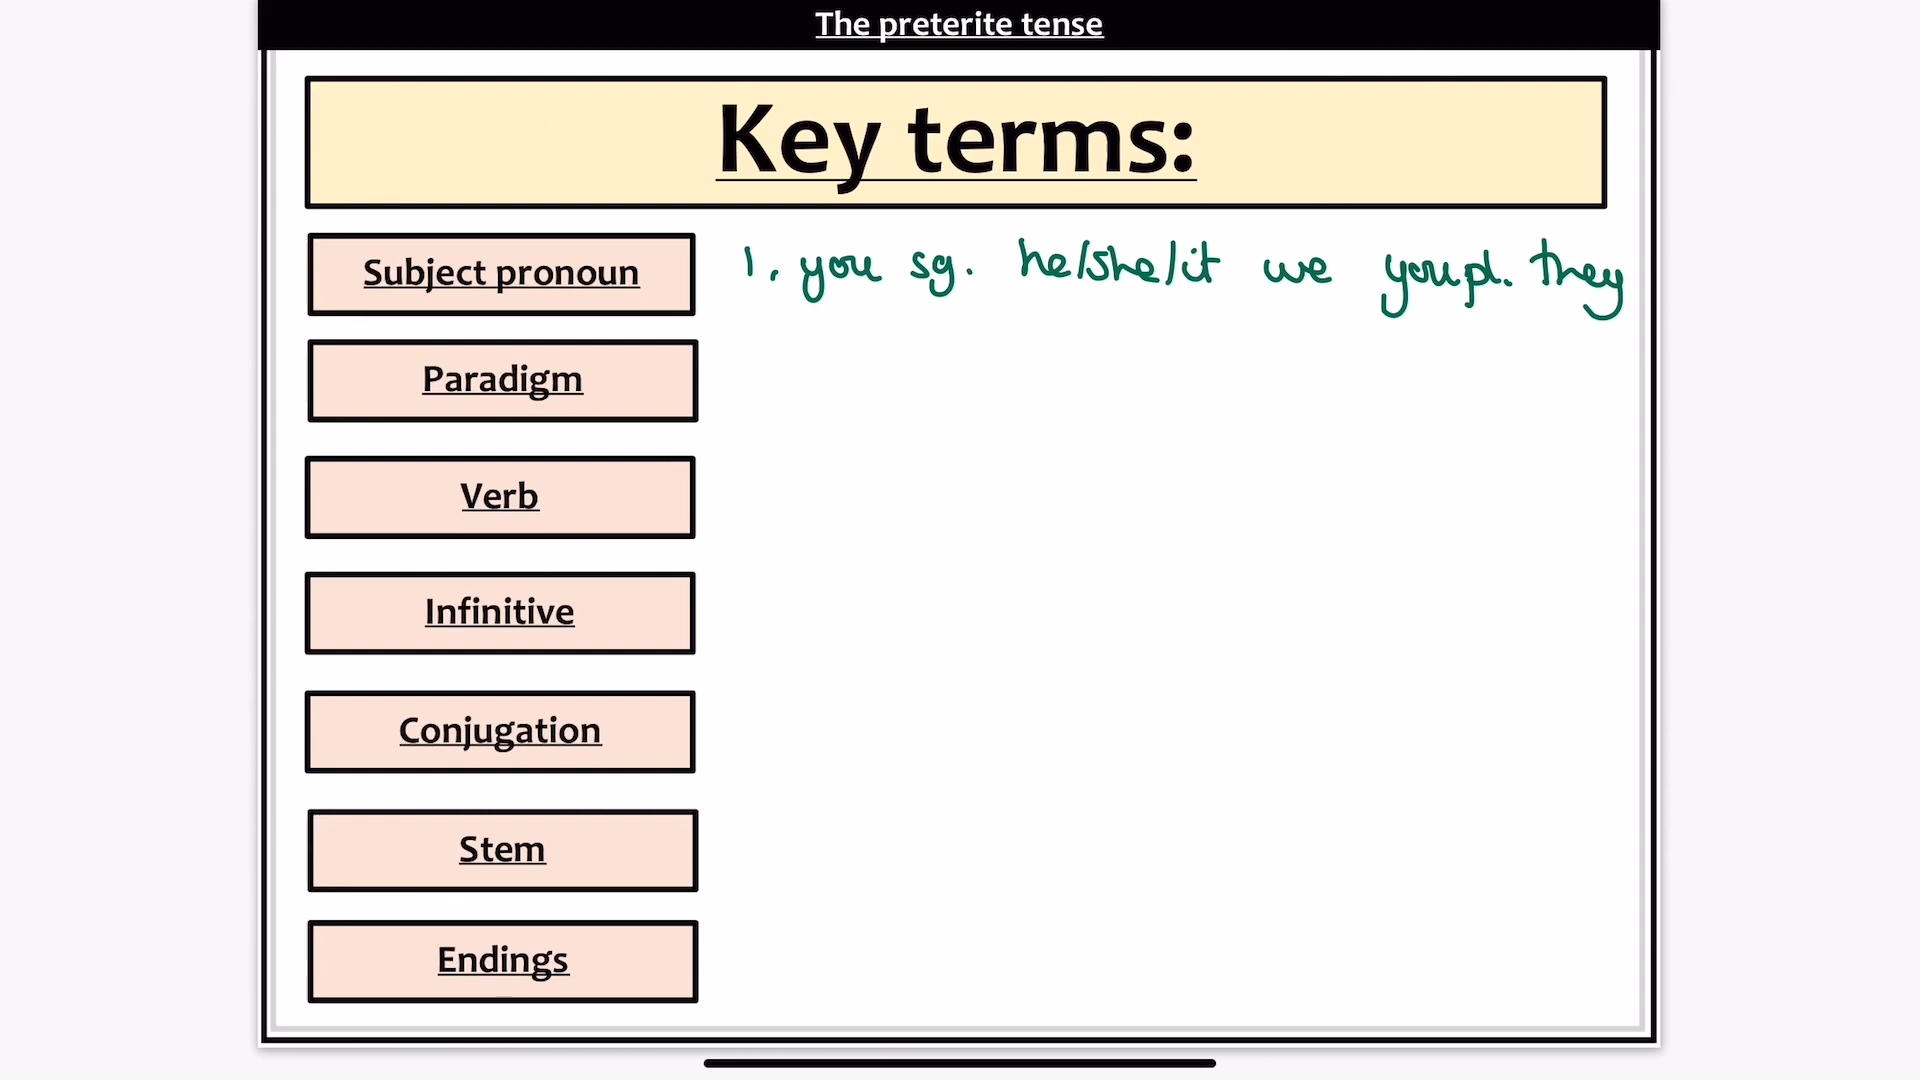 The preterite tense
Key terms:
Subject pronoun
I, you sg. he/she/it we you pl. they
Paradigm
Verb
Infinitive
Conjugation
Stem
Endings